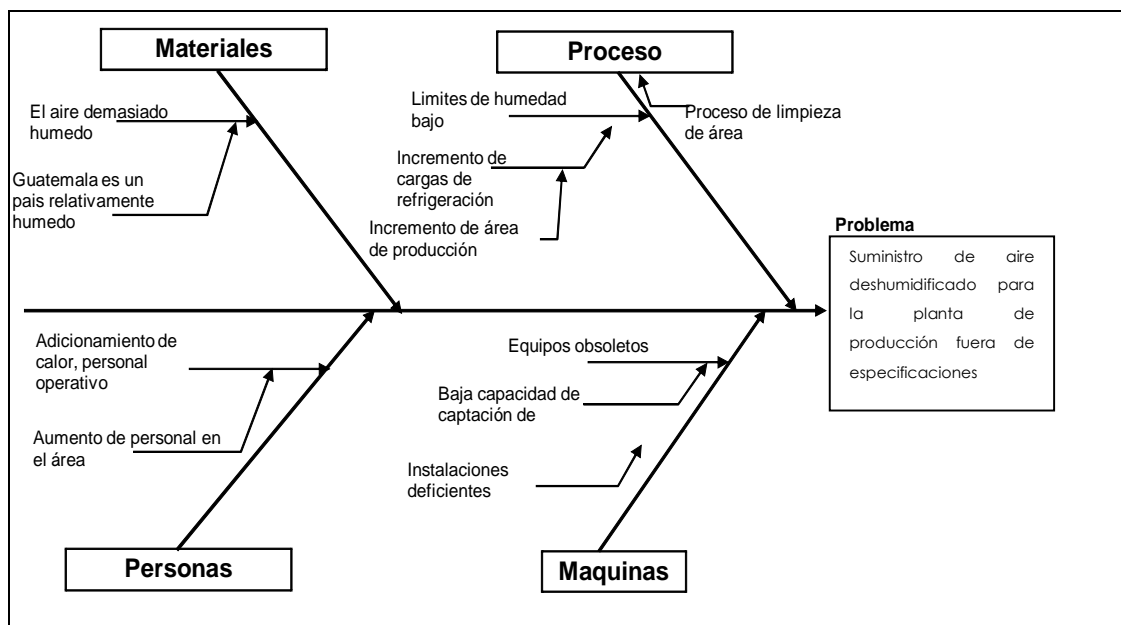 Materiales
Proceso
El aire demasiado
humedo
Guatemala es un
pais relativamente
humedo
Limites de humedad
bajo
Proceso de limpieza
de área
Incremento de
cargas de
refrigeración
Incremento de área
de producción
Problema
Suministro de aire
deshumidificado para
la planta de
producción fuera de
especificaciones
Adicionamiento de
calor, personal
operativo
Aumento de personal en
el área
Equipos obsoletos
Baja capacidad de
captación de
Instalaciones
deficientes
Personas
Maquinas